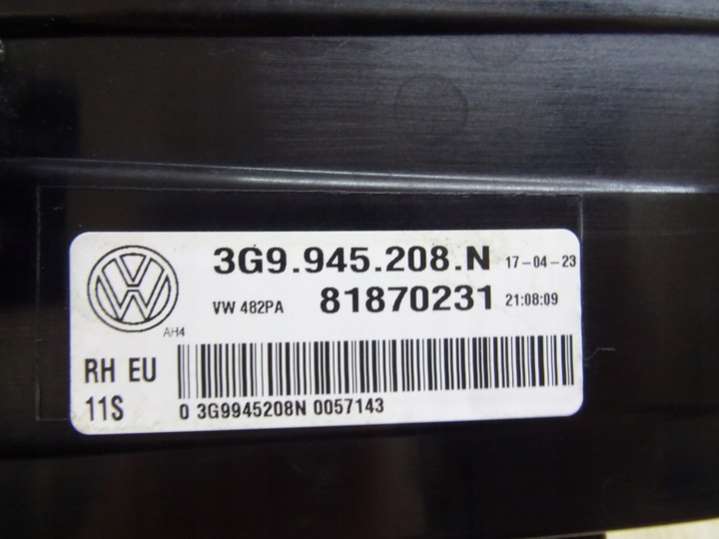 3G9.945.208.N 17-04-23
VW 482PA 81870231 21:08:09
AH4
RH EU
11S
0 3G9945208N 0057143